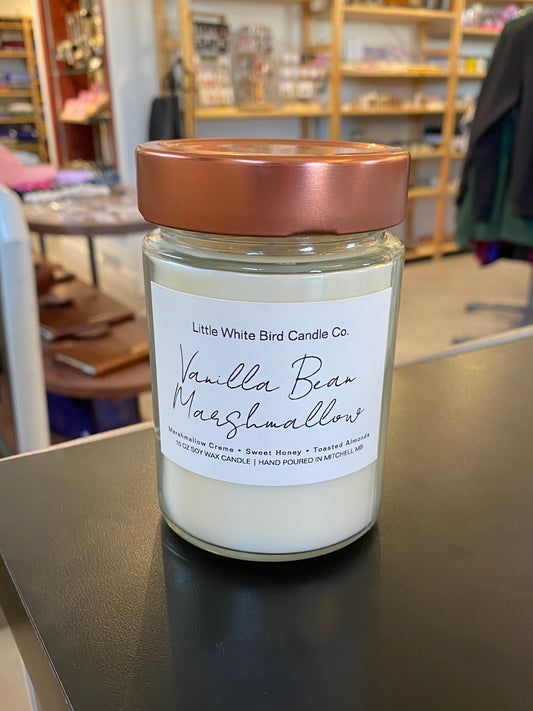 Little White Bird Candle Co.
Vanilla Bean
Marshmallow
Marshmallow Creme • Sweet Honey • Toasted Almonds
10 OZ SOY WAX CANDLE | HAND POURED IN MITCHELL MB